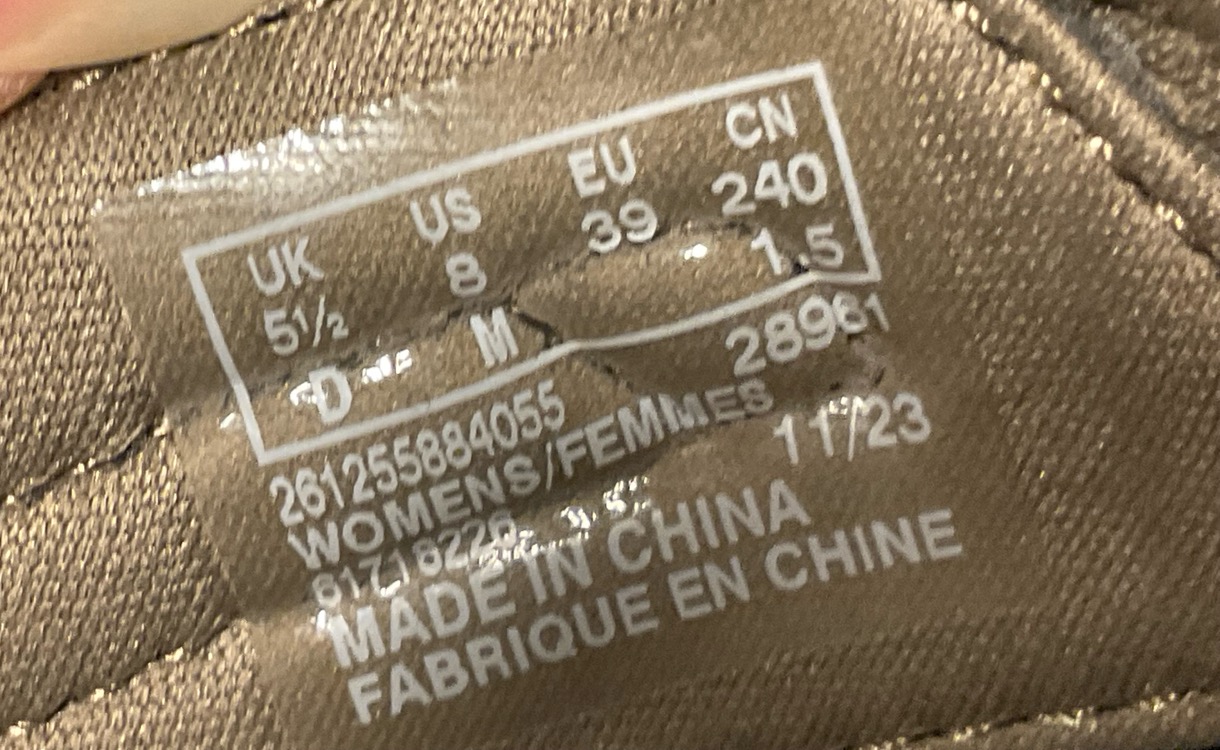 UK US EU CN
5½ 8 39 240
D M 1.5
261255884055 28961
WOMENS/FEMMES
11/23
MADE IN CHINA
FABRIQUE EN CHINE